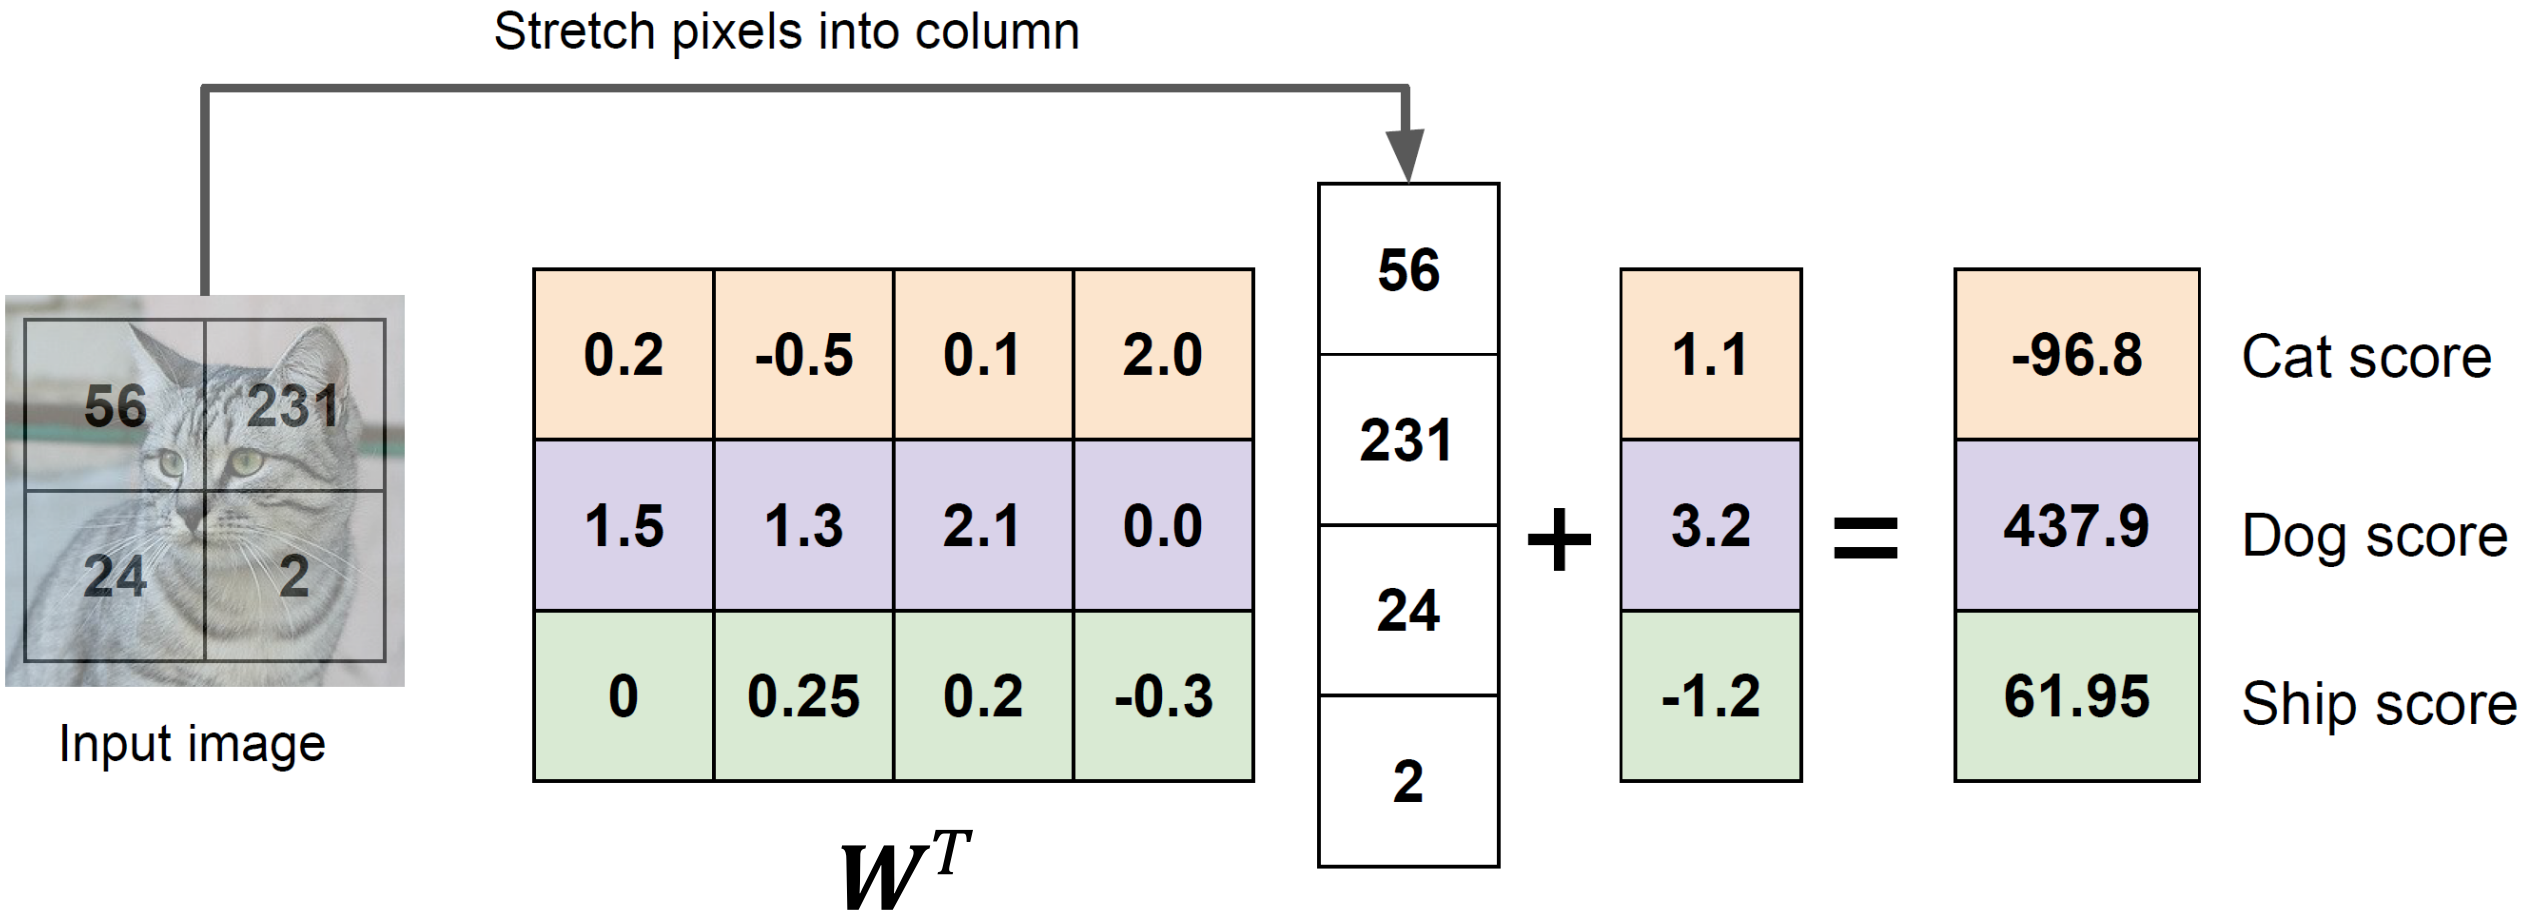 Stretch pixels into column
56 231
24 2
Input image
0.2 -0.5 0.1 2.0
1.5 1.3 2.1 0.0
0 0.25 0.2 -0.3
W^T
56
231
24
2
+
1.1
3.2
-1.2
=
-96.8 Cat score
437.9 Dog score
61.95 Ship score